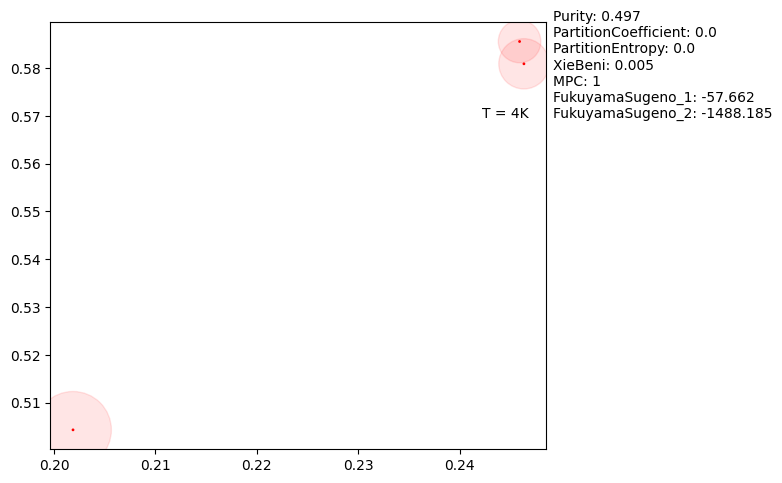 Purity: 0.497
PartitionCoefficient: 0.0
PartitionEntropy: 0.0
XieBeni: 0.005
MPC: 1
FukuyamaSugeno_1: -57.662
FukuyamaSugeno_2: -1488.185
T = 4K
0.58
0.57
0.56
0.55
0.54
0.53
0.52
0.51
0.20
0.21
0.22
0.23
0.24